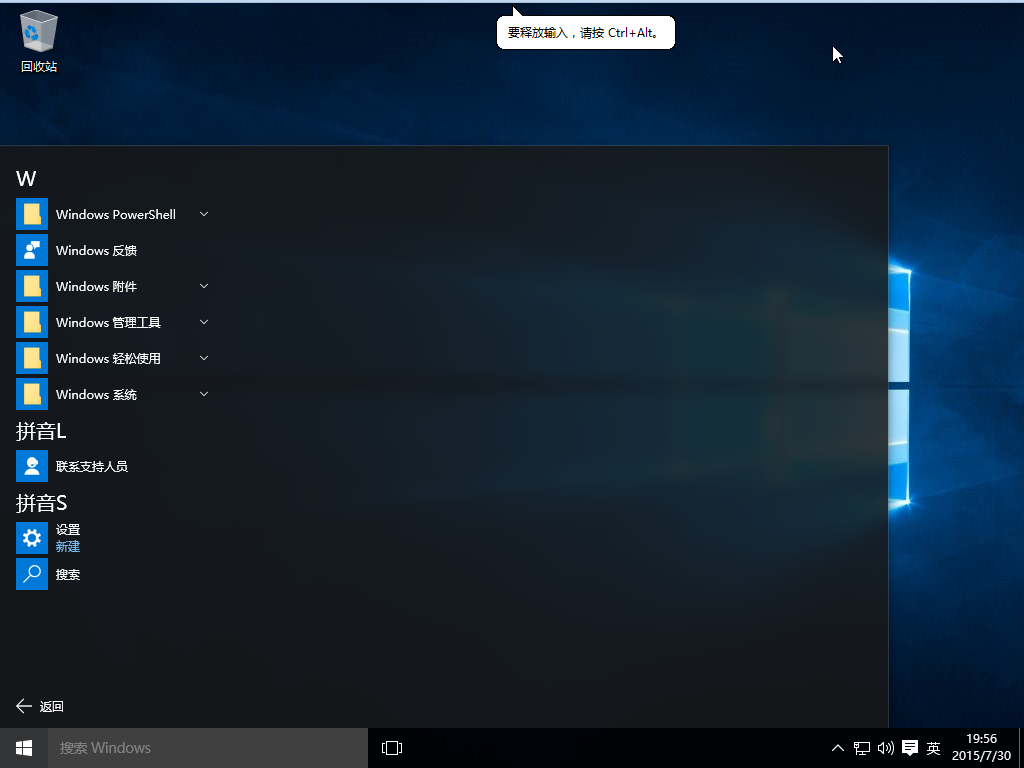 回收站
要释放输入，请按 Ctrl+Alt。
W
Windows PowerShell
Windows 反馈
Windows 附件
Windows 管理工具
Windows 轻松使用
Windows 系统
拼音L
联系支持人员
拼音S
设置
新建
搜索
返回
搜索 Windows
英
19:56
2015/7/30